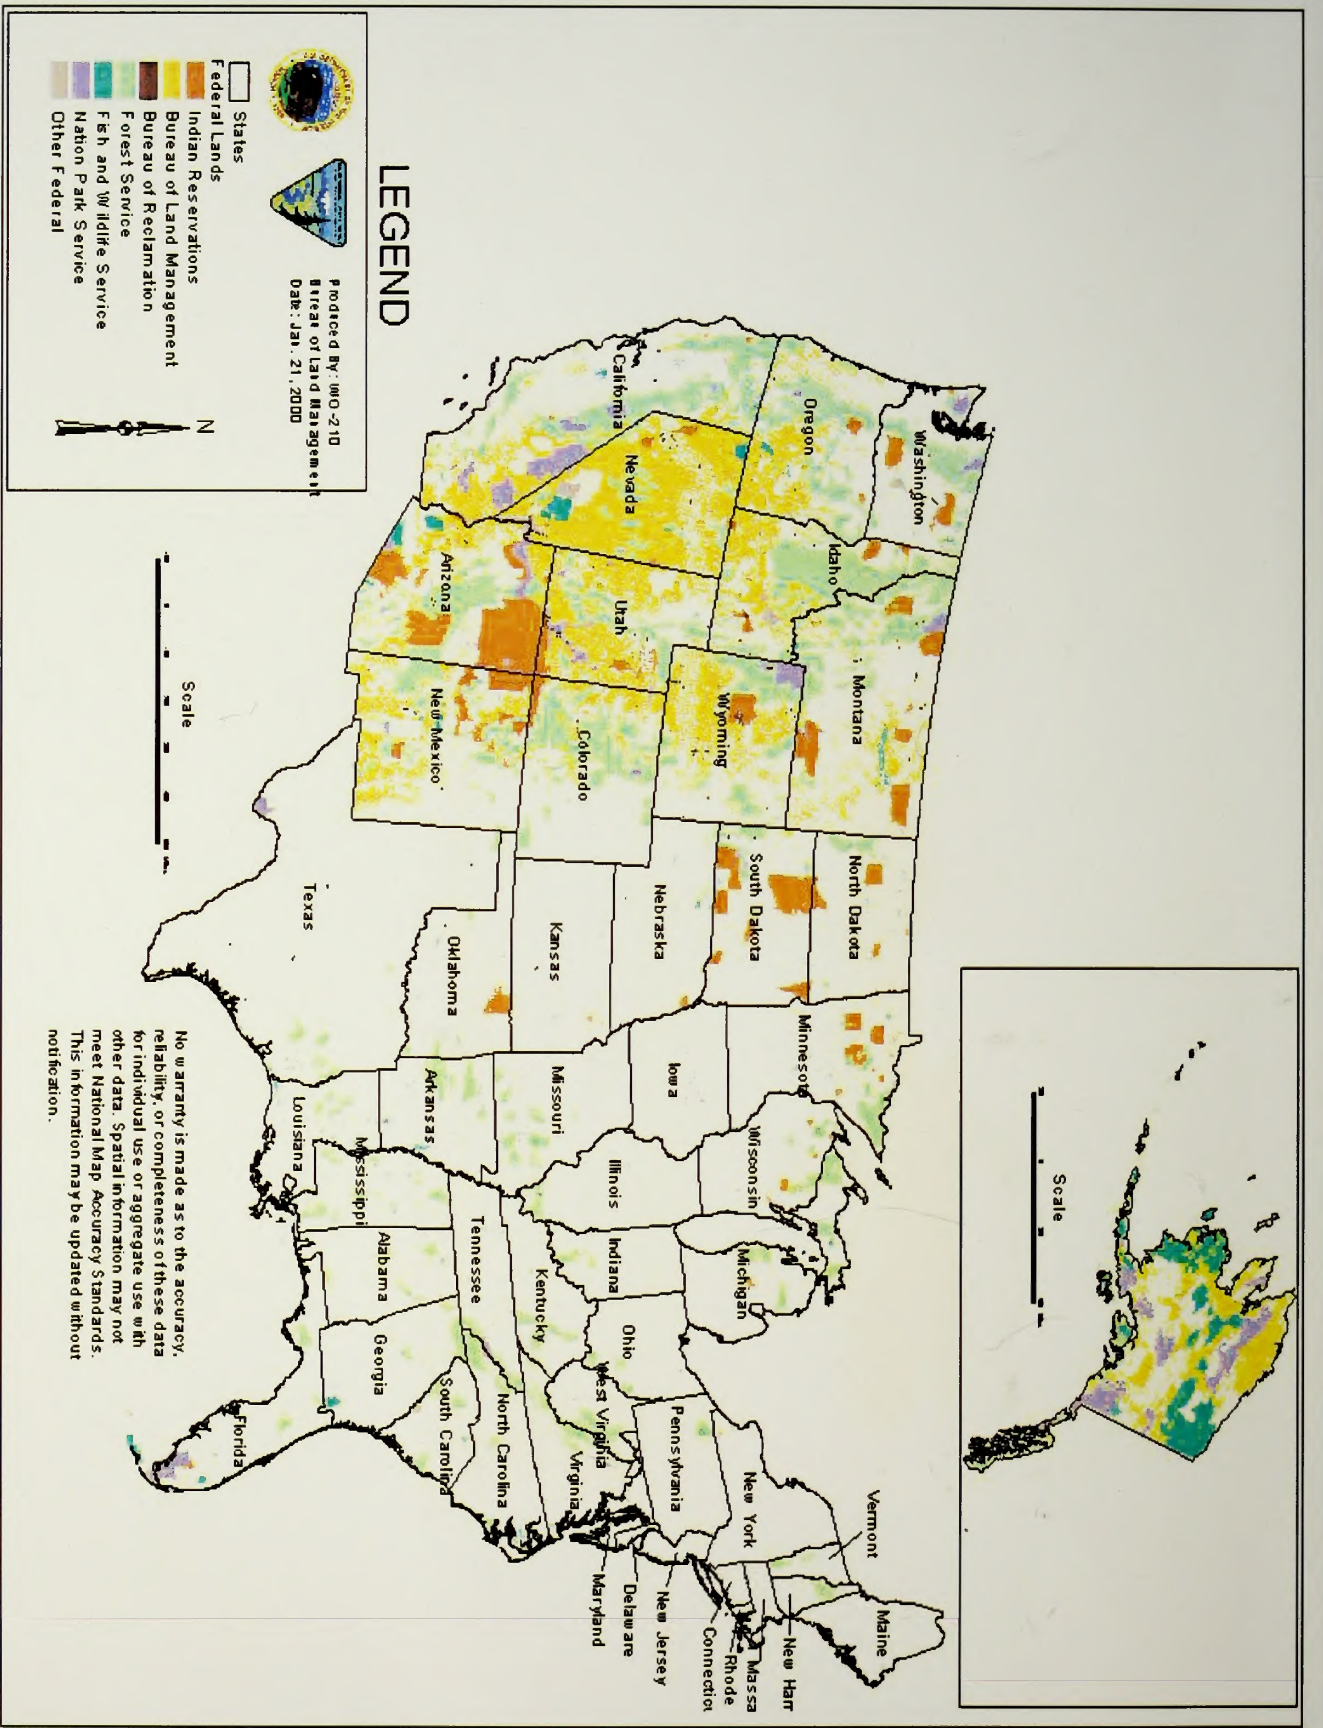 LEGEND
Produced By: WO-210
Bureau of Land Management
Date: Jan. 21, 2000
States
Federal Lands
Indian Reservations
Bureau of Land Management
Bureau of Reclamation
Forest Service
Fish and Wildlife Service
Nation Park Service
Other Federal
N
Scale
Scale
Washington
Oregon
California
Nevada
Idaho
Montana
Wyoming
Utah
Arizona
Colorado
New Mexico
North Dakota
South Dakota
Nebraska
Kansas
Oklahoma
Texas
Minnesota
Iowa
Missouri
Arkansas
Louisiana
Wisconsin
Illinois
Mississippi
Michigan
Indiana
Kentucky
Tennessee
Alabama
Ohio
Georgia
Florida
South Carolina
North Carolina
West Virginia
Virginia
Pennsylvania
New York
Vermont
Maine
New Ham
Massa
Rhode
Connecticu
New Jersey
Delaware
Maryland
No warranty is made as to the accuracy,
reliability, or completeness of these data
for individual use or aggregate use with
other data. Spatial information may not
meet National Map Accuracy Standards.
This information may be updated without
notification.